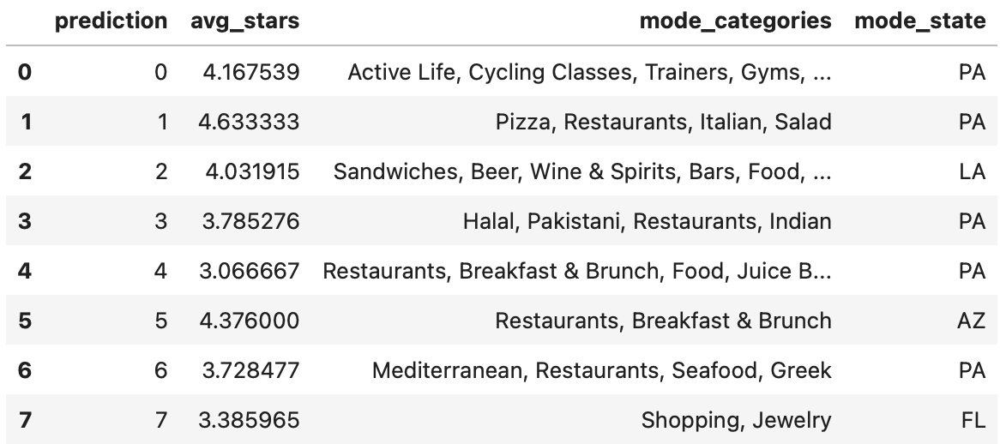 prediction avg_stars mode_categories mode_state
0 0 4.167539 Active Life, Cycling Classes, Trainers, Gyms, ... PA
1 1 4.633333 Pizza, Restaurants, Italian, Salad PA
2 2 4.031915 Sandwiches, Beer, Wine & Spirits, Bars, Food, ... LA
3 3 3.785276 Halal, Pakistani, Restaurants, Indian PA
4 4 3.066667 Restaurants, Breakfast & Brunch, Food, Juice B... PA
5 5 4.376000 Restaurants, Breakfast & Brunch AZ
6 6 3.728477 Mediterranean, Restaurants, Seafood, Greek PA
7 7 3.385965 Shopping, Jewelry FL